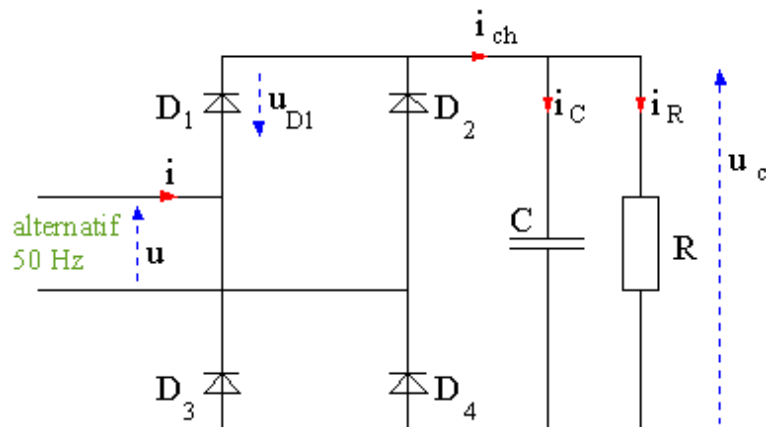 i ch
D1
u D1
D2
i C
i R
u c
i
alternatif
50 Hz
u
C
R
D3
D4